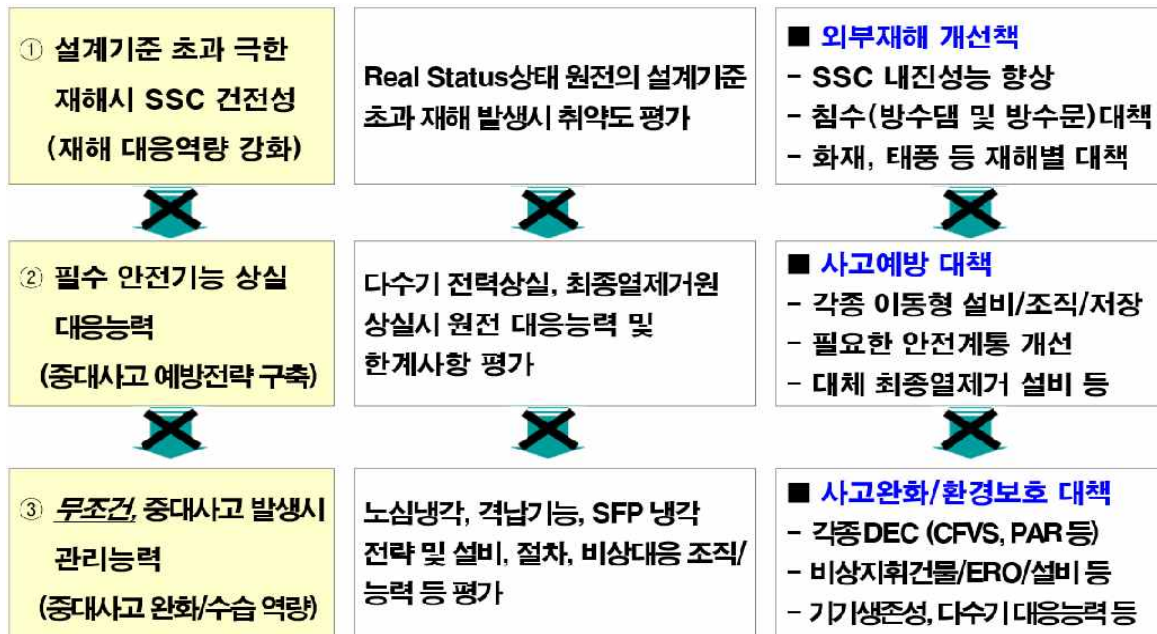 ① 설계기준 초과 극한
재해시 SSC 건전성
(재해 대응역량 강화)
Real Status상태 원전의 설계기준
초과 재해 발생시 취약도 평가
■ 외부재해 개선책
- SSC 내진성능 향상
- 침수(방수댐 및 방수문)대책
- 화재, 태풍 등 재해별 대책
② 필수 안전기능 상실
대응능력
(중대사고 예방전략 구축)
다수기 전력상실, 최종열제거원
상실시 원전 대응능력 및
한계사항 평가
■ 사고예방 대책
- 각종 이동형 설비/조직/저장
- 필요한 안전계통 개선
- 대체 최종열제거 설비 등
③ 무조건, 중대사고 발생시
관리능력
(중대사고 완화/수습 역량)
노심냉각, 격납기능, SFP 냉각
전략 및 설비, 절차, 비상대응 조직/
능력 등 평가
■ 사고완화/환경보호 대책
- 각종DEC (CFVS, PAR 등)
- 비상지휘건물/ERO/설비 등
- 기기생존성, 다수기 대응능력 등